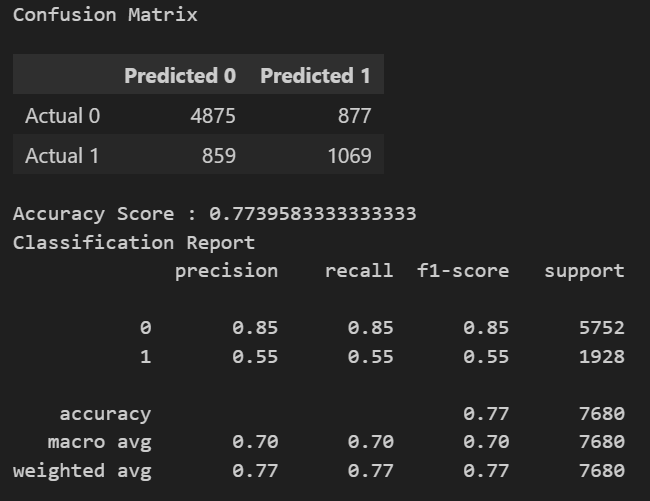 Confusion Matrix
Predicted 0 Predicted 1
Actual 0 4875 877
Actual 1 859 1069
Accuracy Score : 0.7739583333333333
Classification Report
precision recall f1-score support
0 0.85 0.85 0.85 5752
1 0.55 0.55 0.55 1928
accuracy 0.77 7680
macro avg 0.70 0.70 0.70 7680
weighted avg 0.77 0.77 0.77 7680